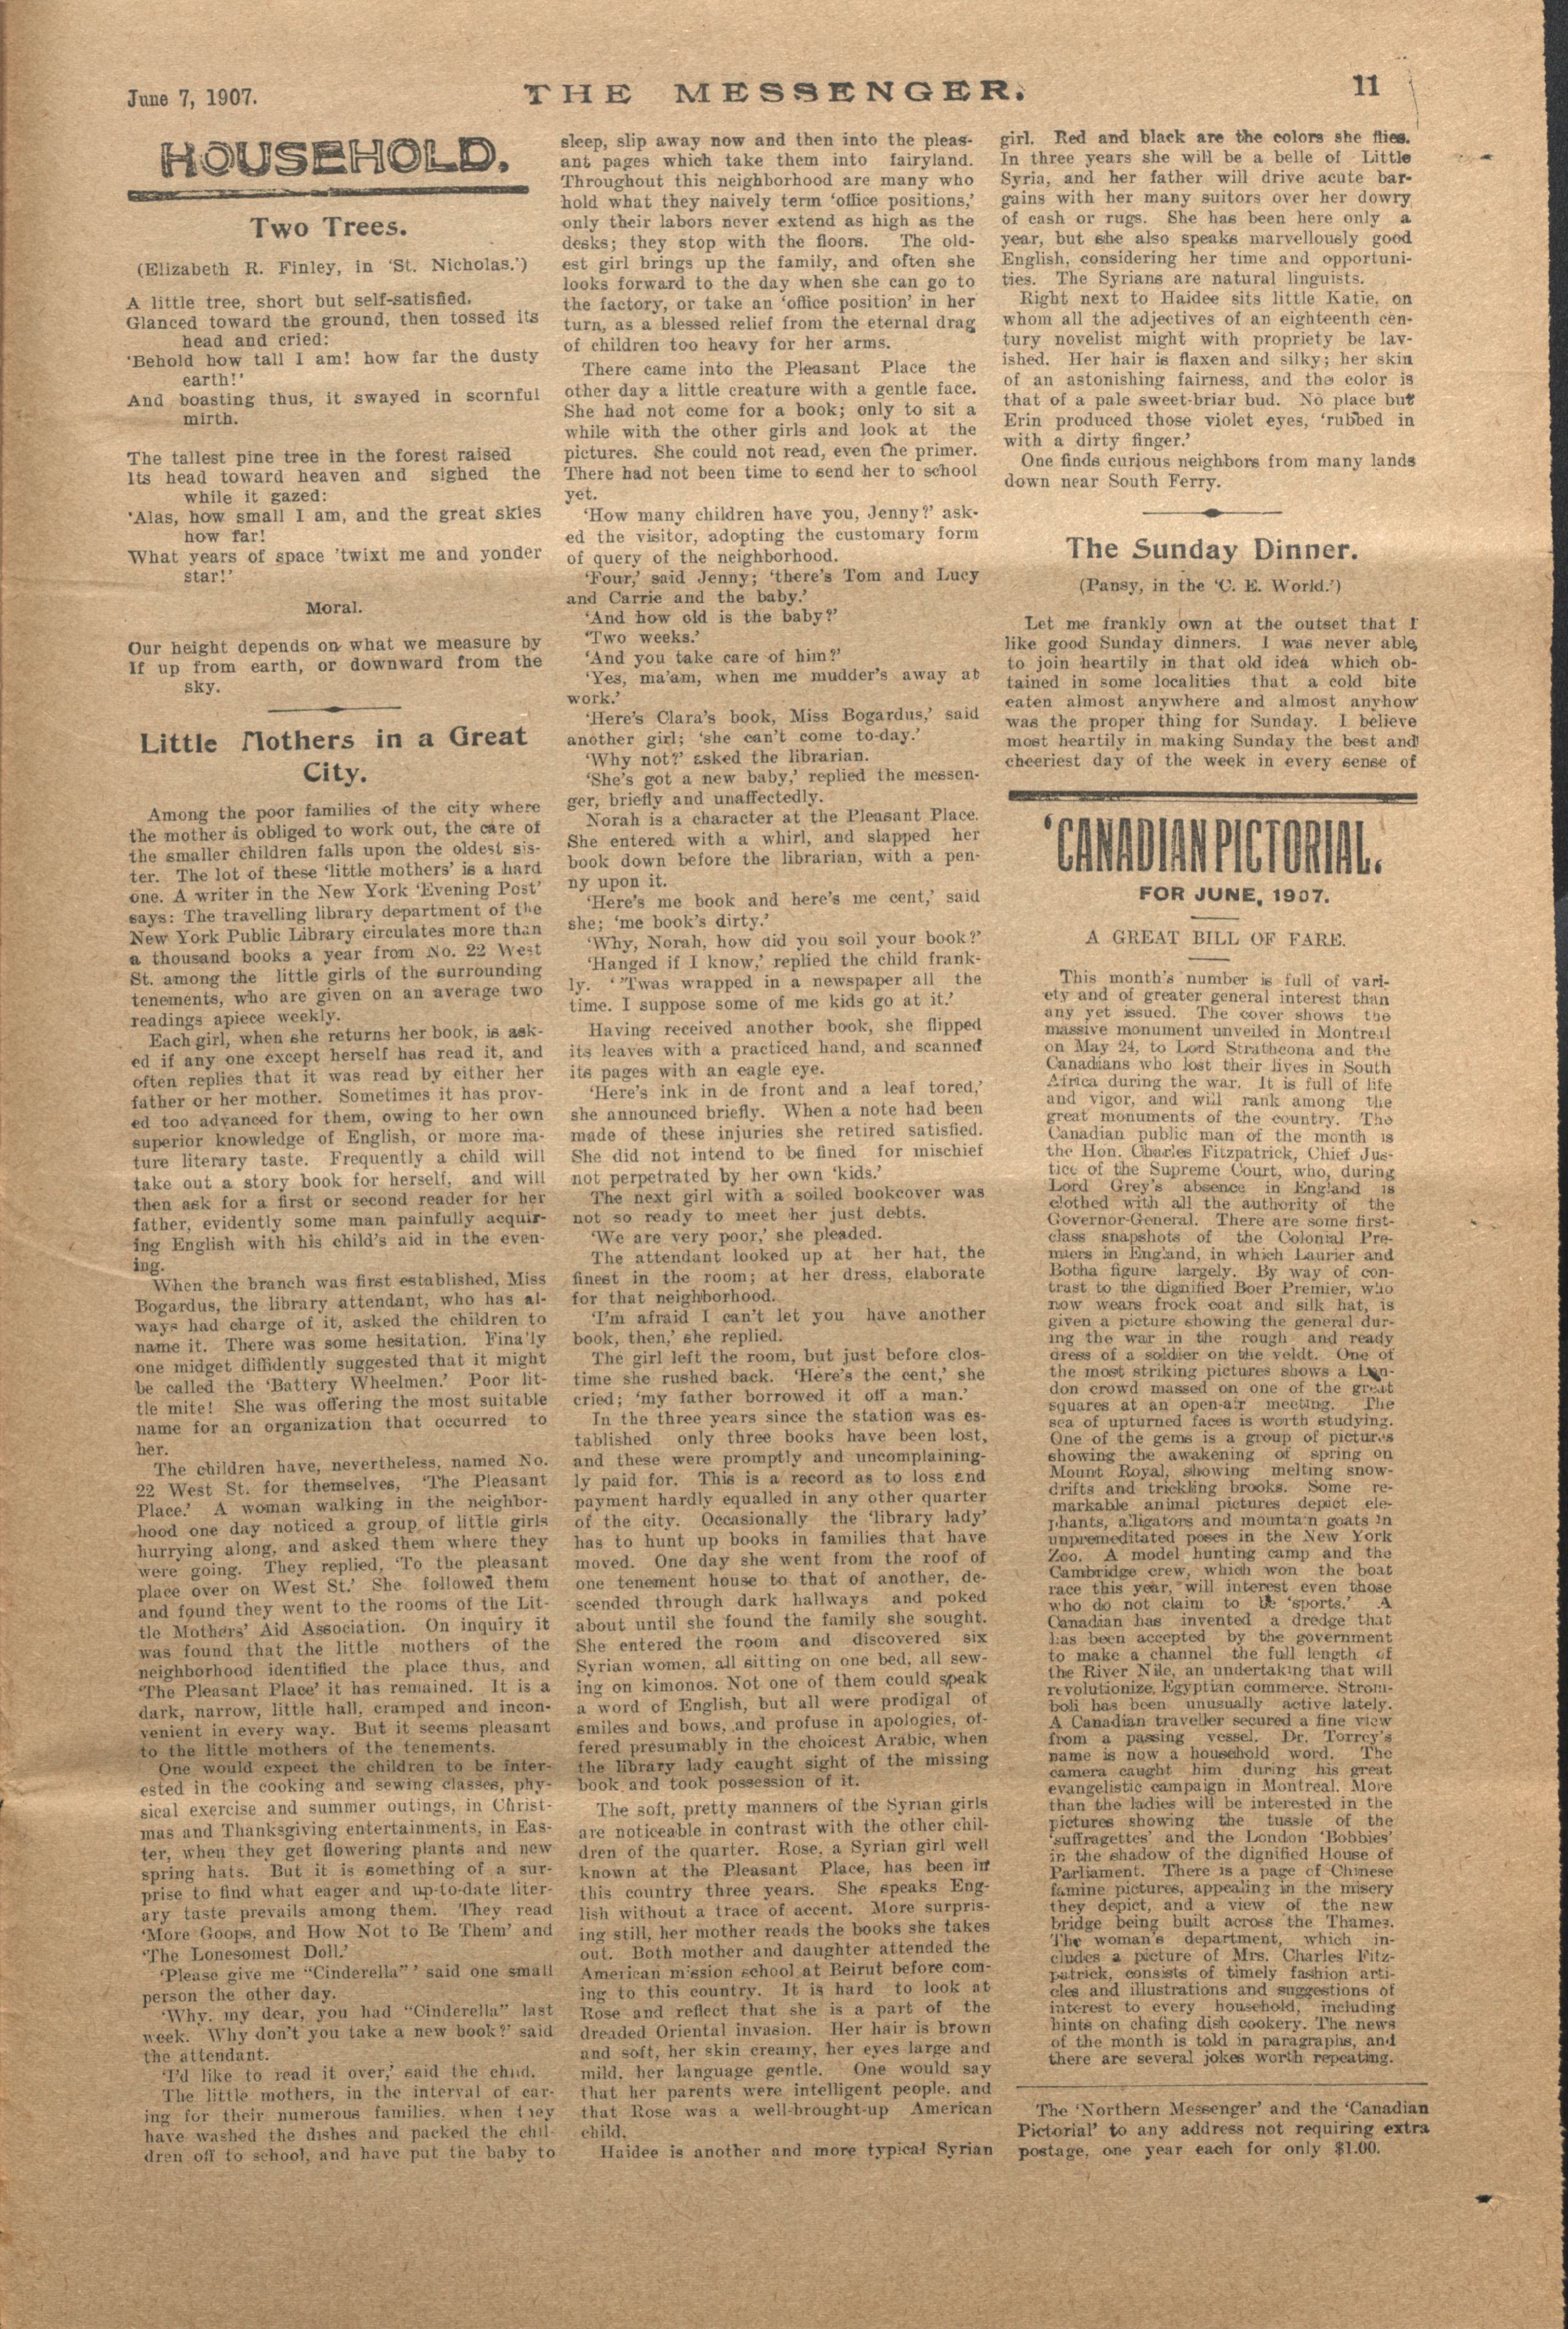 June 7, 1907.
THE MESSENGER.
11
HOUSEHOLD.
Two Trees.
(Elizabeth R. Finley, in 'St. Nicholas.')
A little tree, short but self-satisfied,
Glanced toward the ground, then tossed its
head and cried:
'Behold how tall I am! how far the dusty
earth!'
And boasting thus, it swayed in scornful
mirth.
The tallest pine tree in the forest raised
Its head toward heaven and sighed the
while it gazed:
'Alas, how small I am, and the great skies
how far!
What years of space 'twixt me and yonder
star!'
Moral.
Our height depends on what we measure by
If up from earth, or downward from the
sky.
Little Mothers in a Great
City.
Among the poor families of the city where
the mother is obliged to work out, the care of
the smaller children falls upon the oldest sis-
ter. The lot of these 'little mothers' is a hard
one. A writer in the New York 'Evening Post'
says: The travelling library department of the
New York Public Library circulates more than
a thousand books a year from No. 22 West
St. among the little girls of the surrounding
tenements, who are given on an average two
readings apiece weekly.
Each girl, when she returns her book, is ask-
ed if any one except herself has read it, and
often replies that it was read by either her
father or her mother. Sometimes it has prov-
ed too advanced for them, owing to her own
superior knowledge of English, or more ma-
ture literary taste. Frequently a child will
take out a story book for herself, and will
then ask for a first or second reader for her
father, evidently some man painfully acquir-
ing English with his child's aid in the even-
ing.
When the branch was first established, Miss
Bogardus, the library attendant, who has al-
ways had charge of it, asked the children to
name it. There was some hesitation. Finally
one midget diffidently suggested that it might
be called the 'Battery Wheelmen.' Poor lit-
tle mite! She was offering the most suitable
name for an organization that occurred to
her.
The children have, nevertheless, named No.
22 West St. for themselves, 'The Pleasant
Place.' A woman walking in the neighbor-
hood one day noticed a group of little girls
hurrying along, and asked them where they
were going. They replied, 'To the pleasant
place over on West St.' She followed them
and found they went to the rooms of the Lit-
tle Mothers' Aid Association. On inquiry it
was found that the little mothers of the
neighborhood identified the place thus, and
'The Pleasant Place' it has remained. It is a
dark, narrow, little hall, cramped and incon-
venient in every way. But it seems pleasant
to the little mothers of the tenements.
One would expect the children to be inter-
ested in the cooking and sewing classes, phy-
sical exercise and summer outings, in Christ-
mas and Thanksgiving entertainments, in Eas-
ter, when they get flowering plants and new
spring hats. But it is something of a sur-
prise to find what eager and up-to-date liter-
ary taste prevails among them. They read
'More Goops, and How Not to Be Them' and
'The Lonesomest Doll.'
'Please give me "Cinderella"' said one small
person the other day.
'Why, my dear, you had "Cinderella" last
week. Why don't you take a new book?' said
the attendant.
'I'd like to read it over,' said the child.
The little mothers, in the interval of car-
ing for their numerous families, when they
have washed the dishes and packed the chil-
dren off to school, and have put the baby to
sleep, slip away now and then into the pleas-
ant pages which take them into fairyland.
Throughout this neighborhood are many who
hold what they naively term 'office positions,'
only their labors never extend as high as the
desks; they stop with the floors. The old-
est girl brings up the family, and often she
looks forward to the day when she can go to
the factory, or take an 'office position' in her
turn, as a blessed relief from the eternal drag
of children too heavy for her arms.
There came into the Pleasant Place the
other day a little creature with a gentle face.
She had not come for a book; only to sit a
while with the other girls and look at the
pictures. She could not read, even the primer.
There had not been time to send her to school
yet.
'How many children have you, Jenny?' ask-
ed the visitor, adopting the customary form
of query of the neighborhood.
'Four,' said Jenny; 'there's Tom and Lucy
and Carrie and the baby.'
'And how old is the baby?'
'Two weeks.'
'And you take care of him?'
'Yes, ma'am, when me mudder's away at
work.'
'Here's Clara's book, Miss Bogardus,' said
another girl; 'she can't come to-day.'
'Why not?' asked the librarian.
'She's got a new baby,' replied the messen-
ger, briefly and unaffectedly.
Norah is a character at the Pleasant Place.
She entered with a whirl, and slapped her
book down before the librarian, with a pen-
ny upon it.
'Here's me book and here's me cent,' said
she; 'me book's dirty.'
'Why, Norah, how did you soil your book?'
'Hanged if I know,' replied the child frank-
ly. ' 'Twas wrapped in a newspaper all the
time. I suppose some of me kids go at it.'
Having received another book, she flipped
its leaves with a practiced hand, and scanned
its pages with an eagle eye.
'Here's ink in de front and a leaf tored,'
she announced briefly. When a note had been
made of these injuries she retired satisfied.
She did not intend to be fined for mischief
not perpetrated by her own 'kids.'
The next girl with a soiled bookcover was
not so ready to meet her just debts.
'We are very poor,' she pleaded.
The attendant looked up at her hat, the
finest in the room; at her dress, elaborate
for that neighborhood.
'I'm afraid I can't let you have another
book, then,' she replied.
The girl left the room, but just before clos-
time she rushed back. 'Here's the cent,' she
cried; 'my father borrowed it off a man.'
In the three years since the station was es-
tablished only three books have been lost,
and these were promptly and uncomplaining-
ly paid for. This is a record as to loss and
payment hardly equalled in any other quarter
of the city. Occasionally the 'library lady'
has to hunt up books in families that have
moved. One day she went from the roof of
one tenement house to that of another, de-
scended through dark hallways and poked
about until she found the family she sought.
She entered the room and discovered six
Syrian women, all sitting on one bed, all sew-
ing on kimonos. Not one of them could speak
a word of English, but all were prodigal of
smiles and bows, and profuse in apologies, of-
fered presumably in the choicest Arabic, when
the library lady caught sight of the missing
book and took possession of it.
The soft, pretty manners of the Syrian girls
are noticeable in contrast with the other chil-
dren of the quarter. Rose, a Syrian girl well
known at the Pleasant Place, has been in
this country three years. She speaks Eng-
lish without a trace of accent. More surpris-
ing still, her mother reads the books she takes
out. Both mother and daughter attended the
American mission school at Beirut before com-
ing to this country. It is hard to look at
Rose and reflect that she is a part of the
dreaded Oriental invasion. Her hair is brown
and soft, her skin creamy, her eyes large and
mild, her language gentle. One would say
that her parents were intelligent people, and
that Rose was a well-brought-up American
child.
Haidee is another and more typical Syrian
girl. Red and black are the colors she flies.
In three years she will be a belle of Little
Syria, and her father will drive acute bar-
gains with her many suitors over her dowry
of cash or rugs. She has been here only a
year, but she also speaks marvellously good
English, considering her time and opportuni-
ties. The Syrians are natural linguists.
Right next to Haidee sits little Katie, on
whom all the adjectives of an eighteenth cen-
tury novelist might with propriety be lav-
ished. Her hair is flaxen and silky; her skin
of an astonishing fairness, and the color is
that of a pale sweet-briar bud. No place but
Erin produced those violet eyes, 'rubbed in
with a dirty finger.'
One finds curious neighbors from many lands
down near South Ferry.
The Sunday Dinner.
(Pansy, in the 'C. E. World.')
Let me frankly own at the outset that I
like good Sunday dinners. I was never able,
to join heartily in that old idea which ob-
tained in some localities that a cold bite
eaten almost anywhere and almost anyhow
was the proper thing for Sunday. I believe
most heartily in making Sunday the best and
cheeriest day of the week in every sense of
'CANADIAN PICTORIAL.
FOR JUNE, 1907.
A GREAT BILL OF FARE.
This month's number is full of vari-
ety and of greater general interest than
any yet issued. The cover shows the
massive monument unveiled in Montreal
on May 24, to Lord Strathcona and the
Canadians who lost their lives in South
Africa during the war. It is full of life
and vigor, and will rank among the
great monuments of the country. The
Canadian public man of the month is
the Hon. Charles Fitzpatrick, Chief Jus-
tice of the Supreme Court, who, during
Lord Grey's absence in England is
clothed with all the authority of the
Governor-General. There are some first-
class snapshots of the Colonial Pre-
miers in England, in which Laurier and
Botha figure largely. By way of con-
trast to the dignified Boer Premier, who
now wears frock coat and silk hat, is
given a picture showing the general dur-
ing the war in the rough and ready
dress of a soldier on the veldt. One of
the most striking pictures shows a Lon-
don crowd massed on one of the great
squares at an open-air meeting. The
sea of upturned faces is worth studying.
One of the gems is a group of pictures
showing the awakening of spring on
Mount Royal, showing melting snow-
drifts and trickling brooks. Some re-
markable animal pictures depict ele-
phants, alligators and mountain goats in
unpremeditated poses in the New York
Zoo. A model hunting camp and the
Cambridge crew, which won the boat
race this year, will interest even those
who do not claim to be 'sports.' A
Canadian has invented a dredge that
has been accepted by the government
to make a channel the full length of
the River Nile, an undertaking that will
revolutionize Egyptian commerce. Strom-
boli has been unusually active lately.
A Canadian traveller secured a fine view
from a passing vessel. Dr. Torrey's
name is now a household word. The
camera caught him during his great
evangelistic campaign in Montreal. More
than the ladies will be interested in the
pictures showing the tussle of the
'suffragettes' and the London 'Bobbies'
in the shadow of the dignified House of
Parliament. There is a page of Chinese
famine pictures, appealing in the misery
they depict, and a view of the new
bridge being built across the Thames.
The woman's department, which in-
cludes a picture of Mrs. Charles Fitz-
patrick, consists of timely fashion arti-
cles and illustrations and suggestions of
interest to every household, including
hints on chafing dish cookery. The news
of the month is told in paragraphs, and
there are several jokes worth repeating.
The 'Northern Messenger' and the 'Canadian
Pictorial' to any address not requiring extra
postage, one year each for only $1.00.